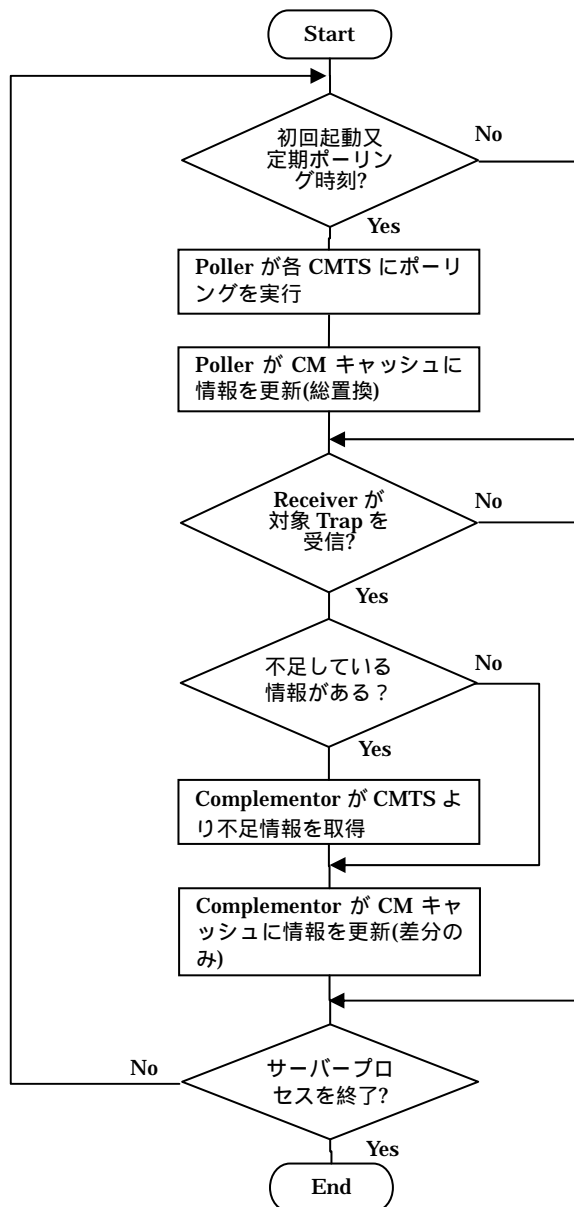 Start
初回起動又
定期ポーリン
グ時刻?
No
Yes
Poller が各 CMTS にポーリ
ングを実行
Poller が CM キャッシュに
情報を更新(総置換)
Receiver が
対象 Trap を
受信?
No
Yes
不足している
情報がある？
No
Yes
Complementor が CMTS よ
り不足情報を取得
Complementor が CM キャ
ッシュに情報を更新(差分の
み)
No
サーバープロ
セスを終了?
Yes
End